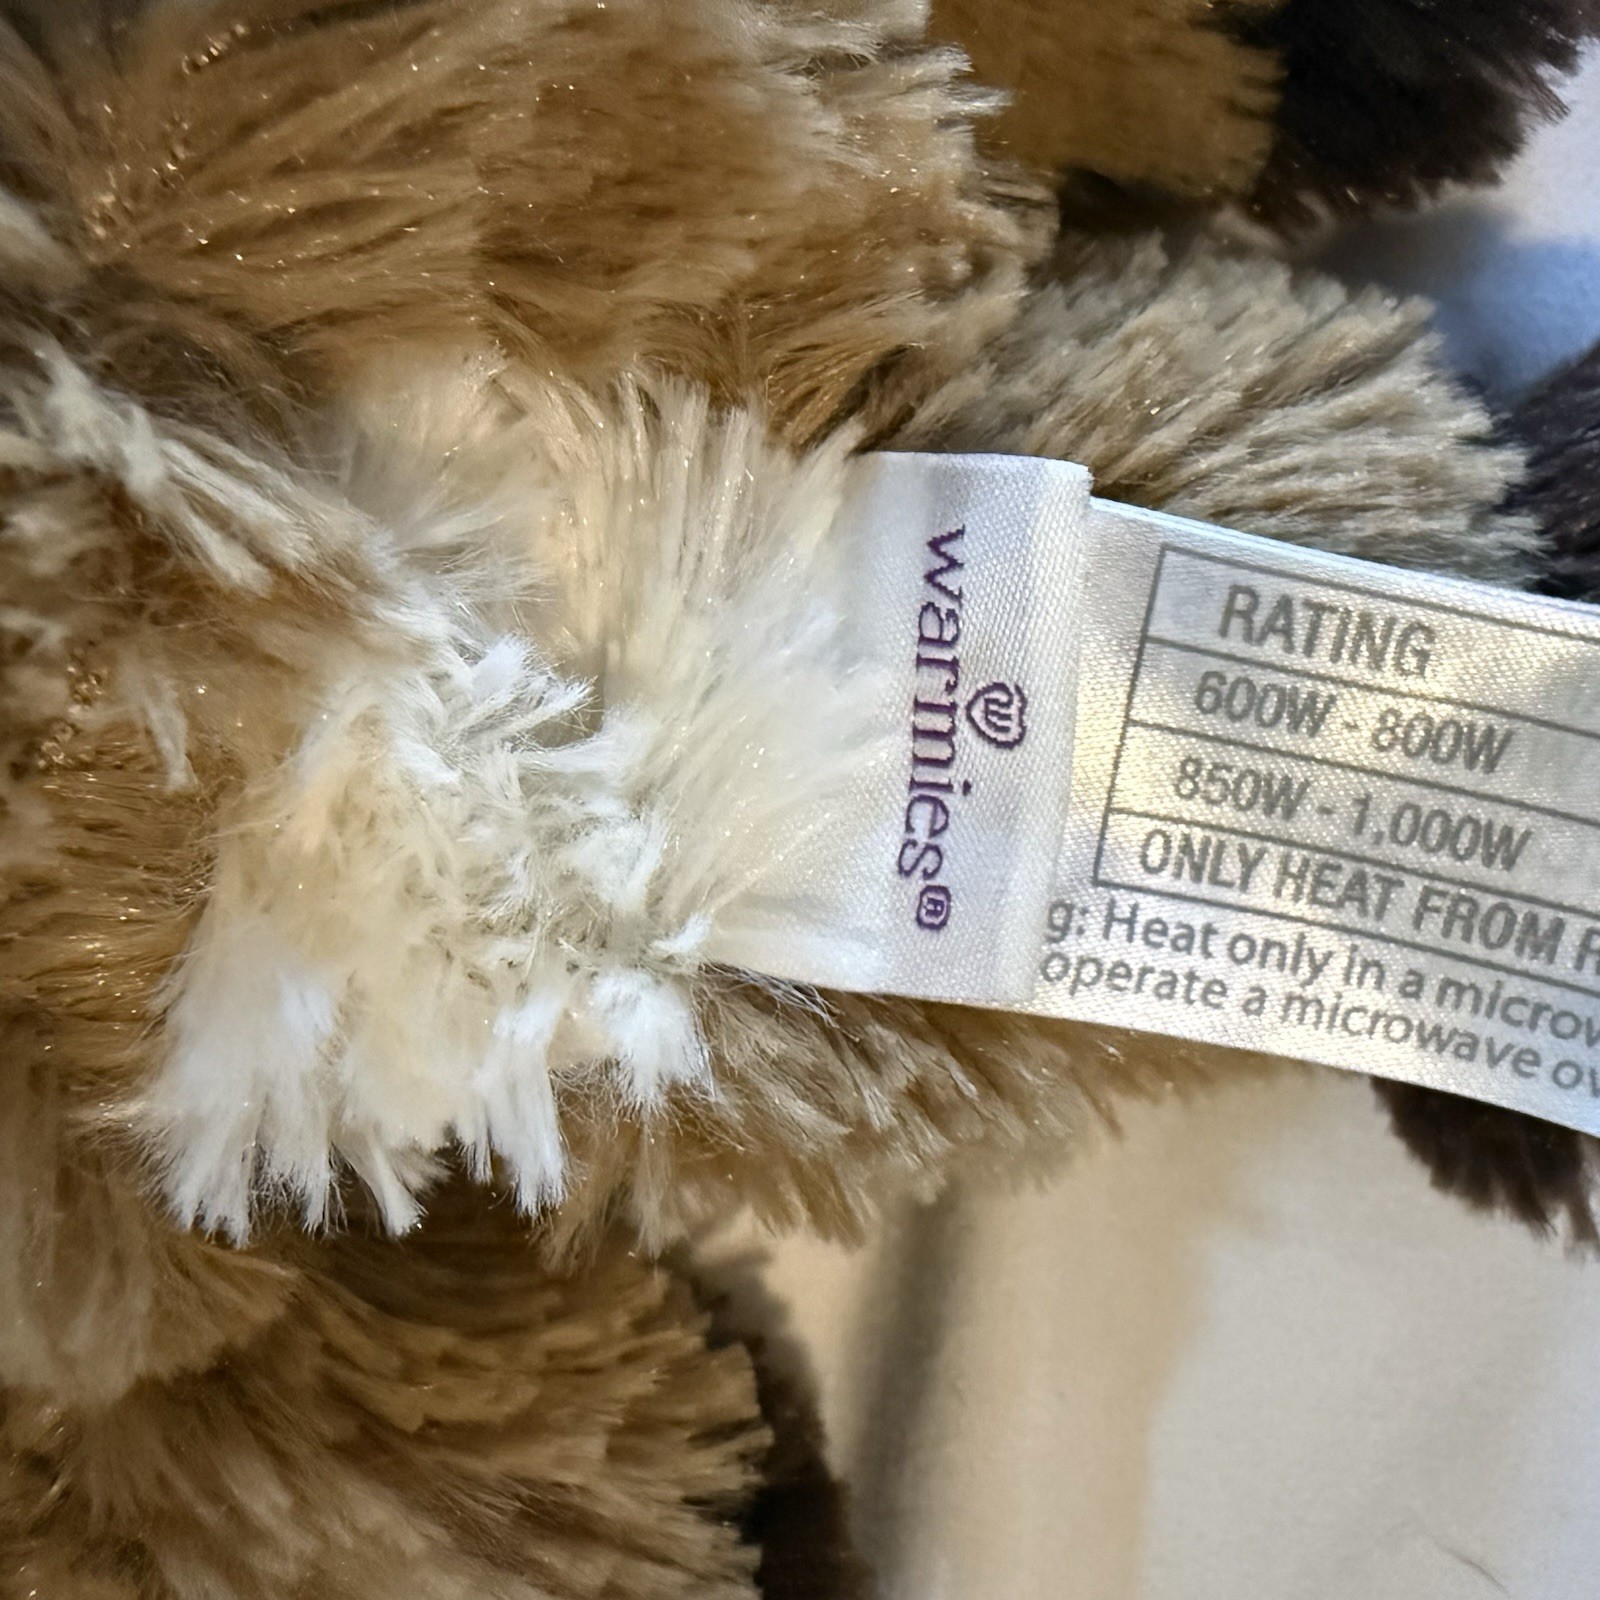 warmies®
RATING
600W - 800W
850W - 1,000W
ONLY HEAT FROM R
g: Heat only in a microw
operate a microwave ov